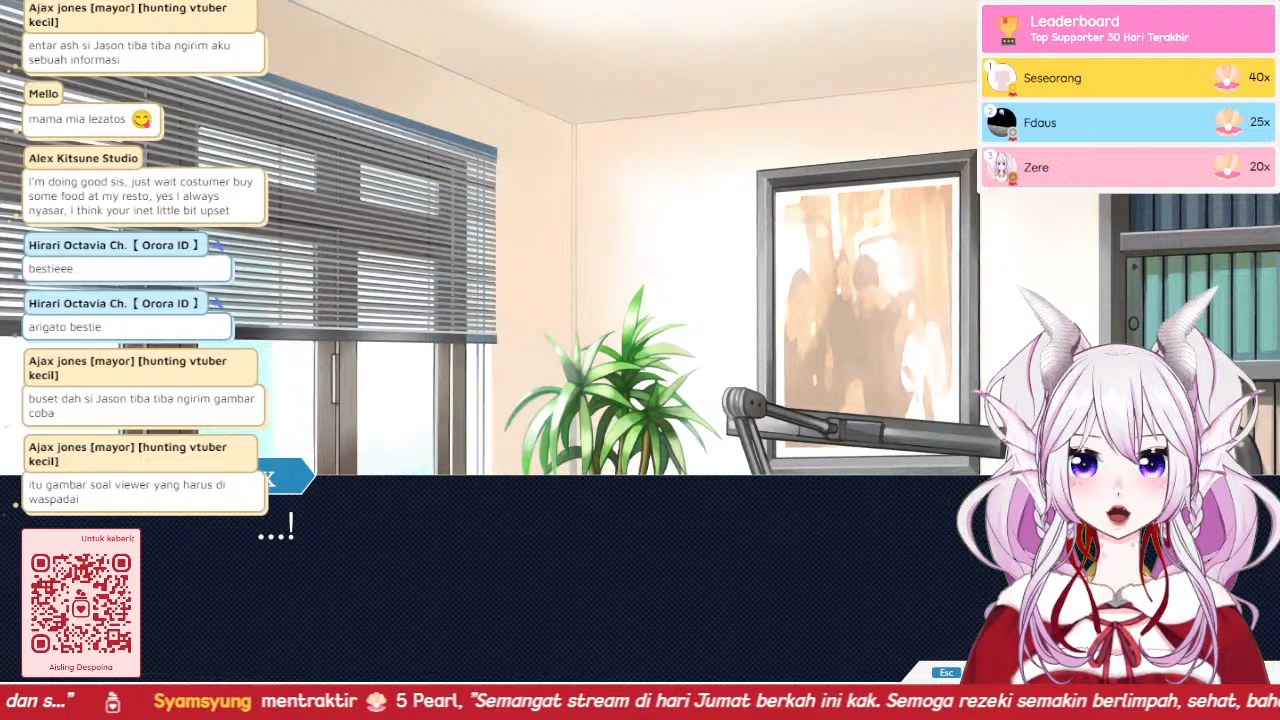 Ajax jones [mayor] [hunting vtuber
kecil]
entar ash si Jason tiba tiba ngirim aku
sebuah informasi
Mello
mama mia lezatos 😋
Alex Kitsune Studio
I'm doing good sis, just wait costumer buy
some food at my resto, yes I always
nyasar, i think your inet little bit upset
Hirari Octavia Ch.【 Orora ID 】
bestieee
Hirari Octavia Ch.【 Orora ID 】
arigato bestie
Ajax jones [mayor] [hunting vtuber
kecil]
buset dah si Jason tiba tiba ngirim gambar
coba
Ajax jones [mayor] [hunting vtuber
kecil]
itu gambar soal viewer yang harus di
waspadai
Leaderboard
Top Supporter 30 Hari Terakhir
1 Seseorang 40x
2 Fdaus 25x
3 Zere 20x
K
...!
Untuk keberlc
Aisling Despoina
Esc
dan s..." Syamsyung mentraktir 5 Pearl, "Semangat stream di hari Jumat berkah ini kak. Semoga rezeki semakin berlimpah, sehat, bah